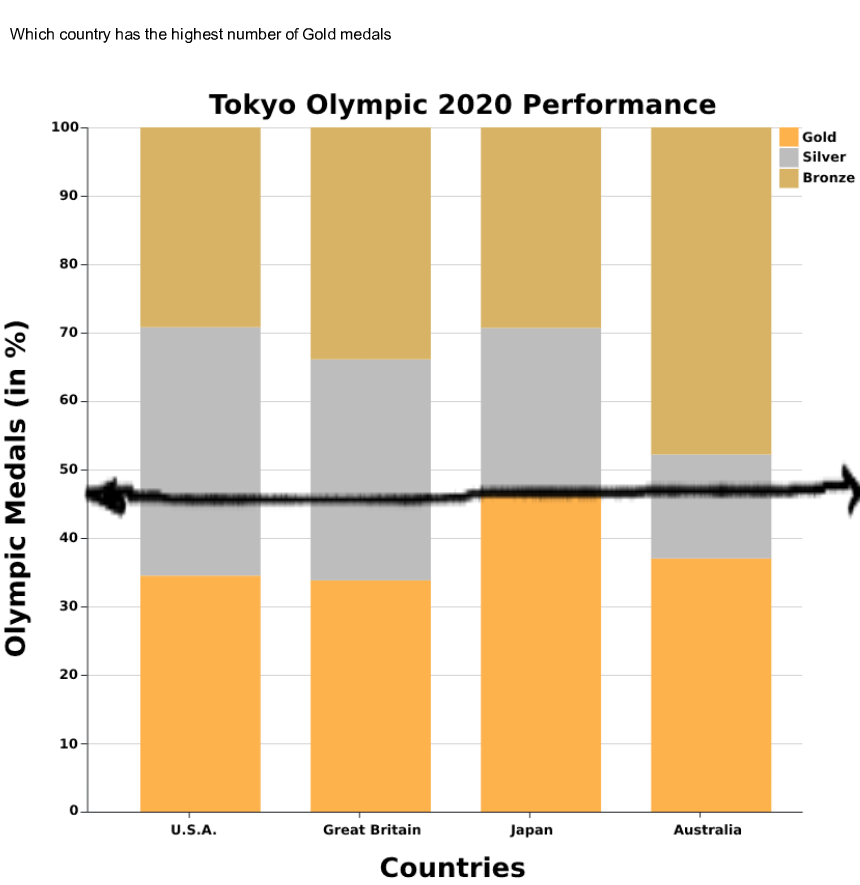 Which country has the highest number of Gold medals
Tokyo Olympic 2020 Performance
100
90
80
70
60
50
40
30
20
10
0
Olympic Medals (in %)
Gold
Silver
Bronze
U.S.A.
Great Britain
Japan
Australia
Countries